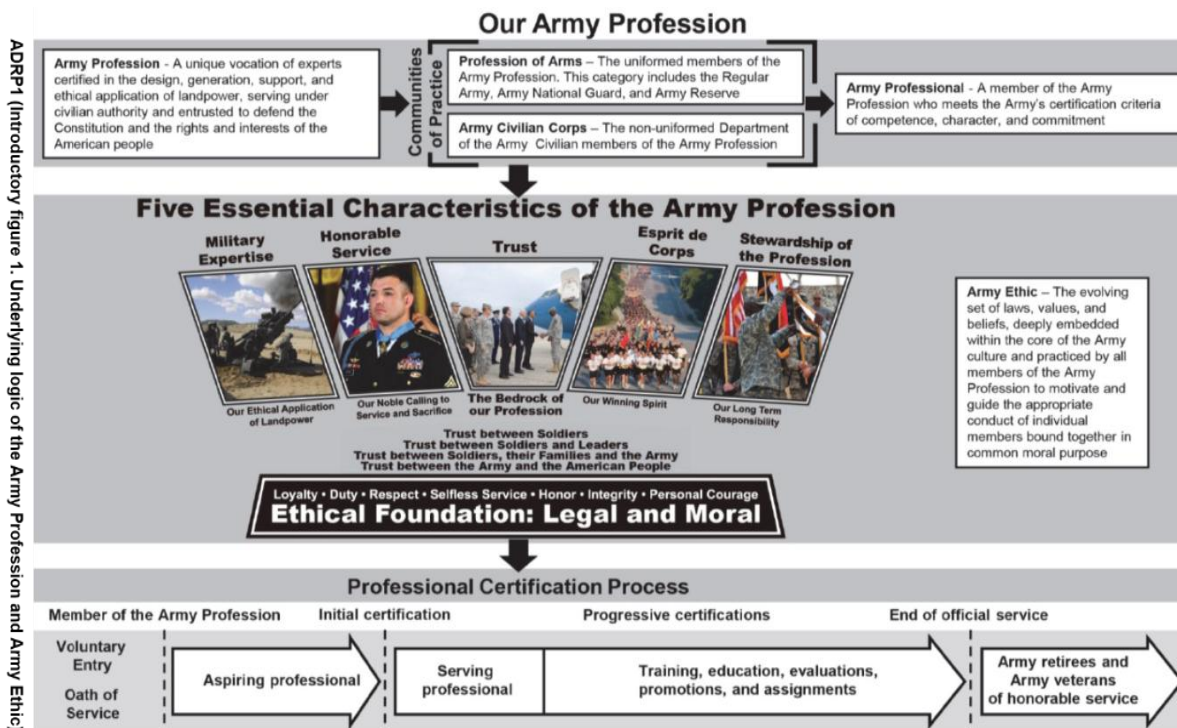 Our Army Profession
ADRP1 (Introductory figure 1. Underlying logic of the Army Profession and Army Ethic)
Army Profession - A unique vocation of experts
certified in the design, generation, support, and
ethical application of landpower, serving under
civilian authority and entrusted to defend the
Constitution and the rights and interests of the
American people
Communities
of Practice
Profession of Arms – The uniformed members of the
Army Profession. This category includes the Regular
Army, Army National Guard, and Army Reserve
Army Civilian Corps – The non-uniformed Department
of the Army Civilian members of the Army Profession
Army Professional - A member of the Army
Profession who meets the Army's certification criteria
of competence, character, and commitment
Five Essential Characteristics of the Army Profession
Military
Expertise
Honorable
Service
Trust
Esprit de
Corps
Stewardship of
the Profession
Our Ethical Application
of Landpower
Our Noble Calling to
Service and Sacrifice
The Bedrock of
our Profession
Our Winning Spirit
Our Long Term
Responsibility
Trust between Soldiers
Trust between Soldiers and Leaders
Trust between Soldiers, their Families and the Army
Trust between the Army and the American People
Loyalty • Duty • Respect • Selfless Service • Honor • Integrity • Personal Courage
Ethical Foundation: Legal and Moral
Army Ethic – The evolving
set of laws, values, and
beliefs, deeply embedded
within the core of the Army
culture and practiced by all
members of the Army
Profession to motivate and
guide the appropriate
conduct of individual
members bound together in
common moral purpose
Professional Certification Process
Member of the Army Profession
Initial certification
Progressive certifications
End of official service
Voluntary
Entry
Oath of
Service
Aspiring professional
Serving
professional
Training, education, evaluations,
promotions, and assignments
Army retirees and
Army veterans
of honorable service